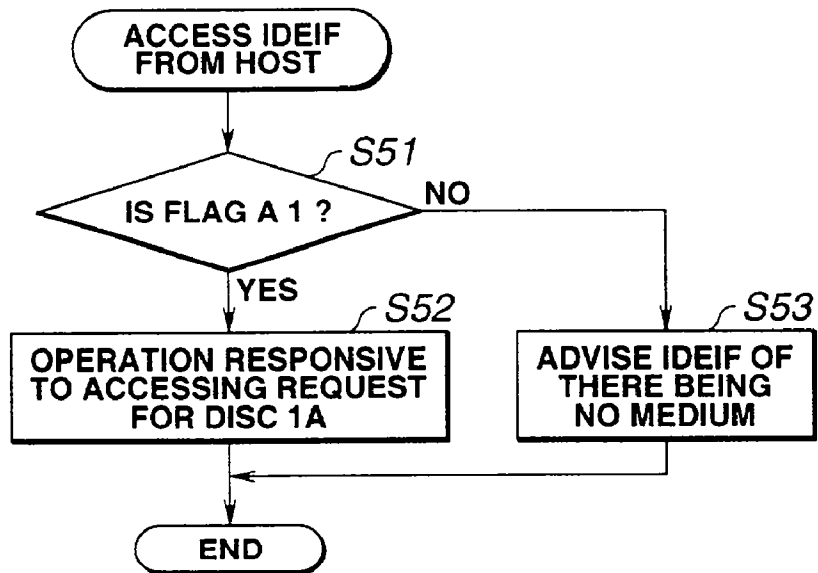 ACCESS IDEIF
FROM HOST
S51
IS FLAG A 1 ?
NO
YES
S52
OPERATION RESPONSIVE
TO ACCESSING REQUEST
FOR DISC 1A
S53
ADVISE IDEIF OF
THERE BEING
NO MEDIUM
END